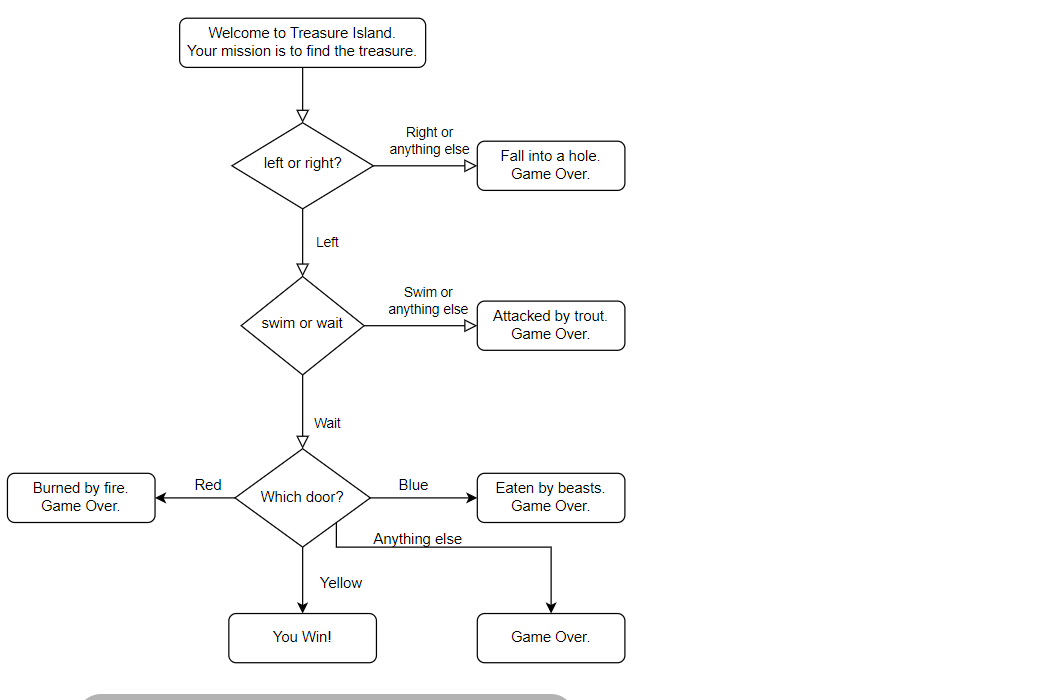 Welcome to Treasure Island.
Your mission is to find the treasure.
Right or
anything else
left or right?
Fall into a hole.
Game Over.
Left
Swim or
anything else
swim or wait
Attacked by trout.
Game Over.
Wait
Red
Blue
Burned by fire.
Game Over.
Which door?
Eaten by beasts.
Game Over.
Anything else
Yellow
You Win!
Game Over.